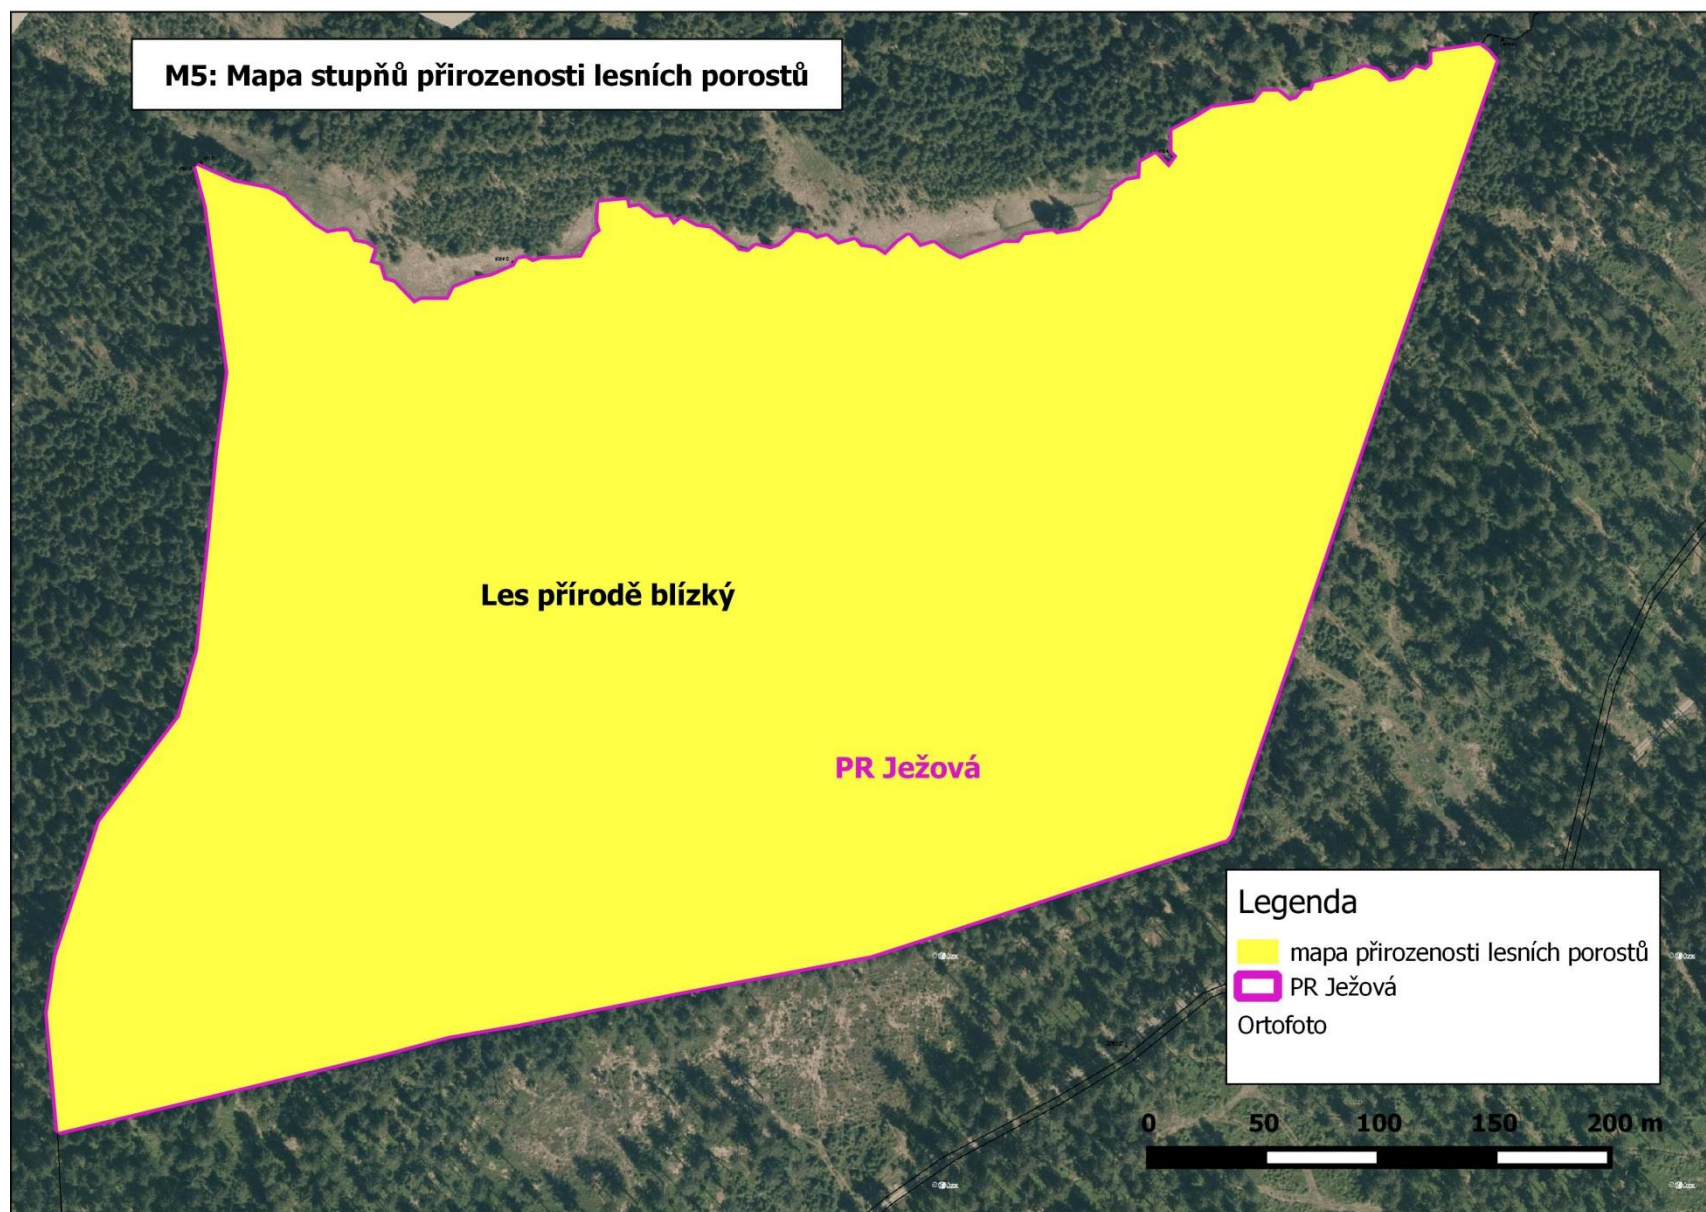 M5: Mapa stupňů přirozenosti lesních porostů
Les přírodě blízký
PR Ježová
Legenda
mapa přirozenosti lesních porostů
PR Ježová
Ortofoto
0 50 100 150 200 m